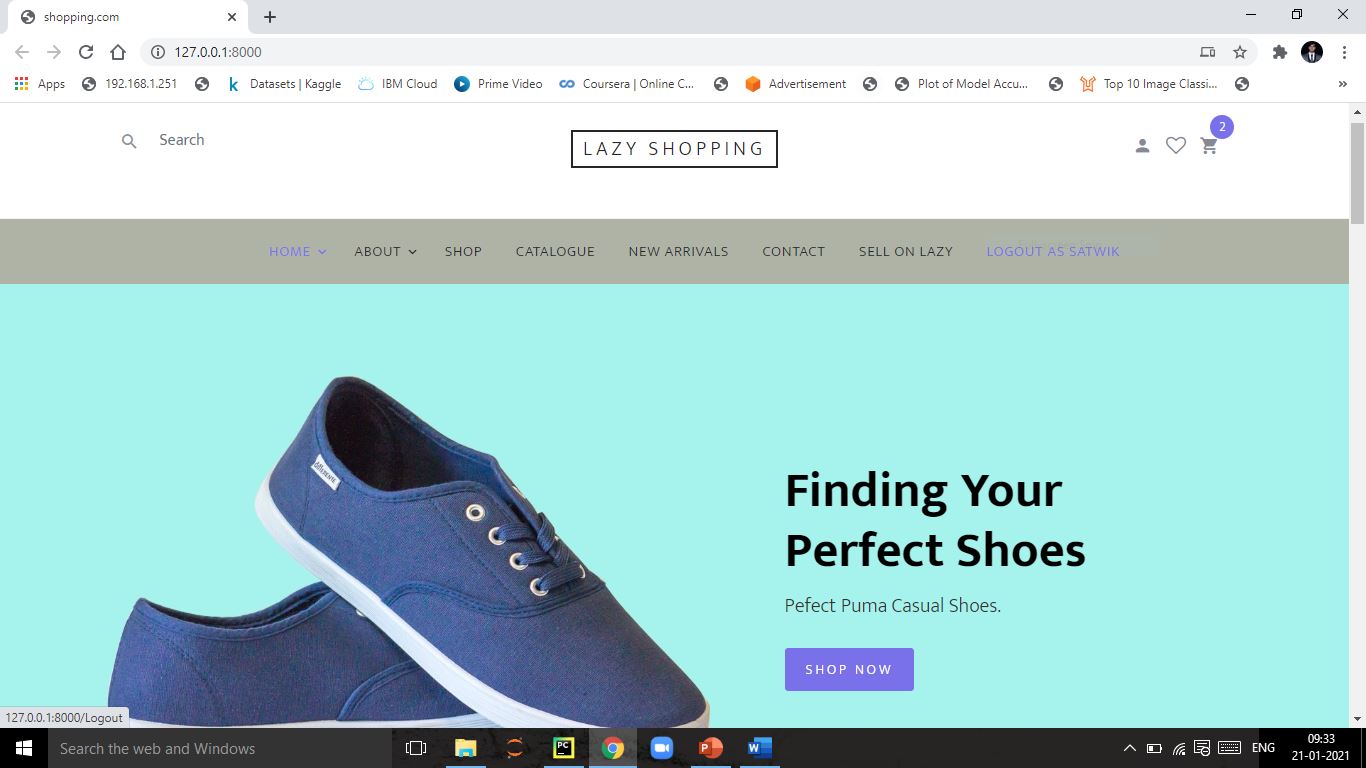 shopping.com
127.0.0.1:8000
Apps 192.168.1.251 Datasets | Kaggle IBM Cloud Prime Video Coursera | Online C... Advertisement Plot of Model Accu... Top 10 Image Classi... »
Search
LAZY SHOPPING
2
HOME ABOUT SHOP CATALOGUE NEW ARRIVALS CONTACT SELL ON LAZY LOGOUT AS SATWIK
Finding Your
Perfect Shoes
Pefect Puma Casual Shoes.
SHOP NOW
127.0.0.1:8000/Logout
Search the web and Windows
PC
ENG
09:33
21-01-2021